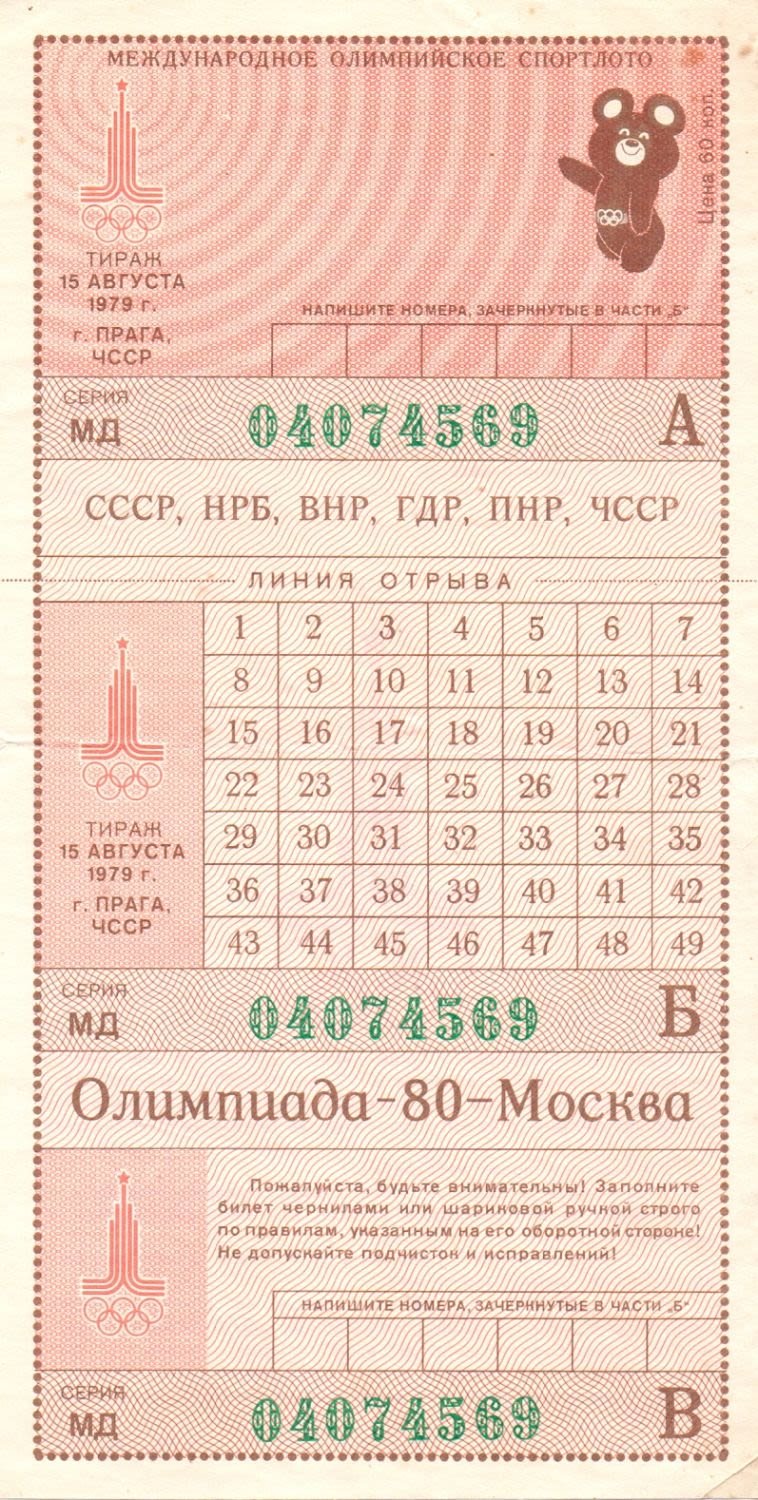 МЕЖДУНАРОДНОЕ ОЛИМПИЙСКОЕ СПОРТЛОТО
Цена 60 коп.
ТИРАЖ
15 АВГУСТА
1979 г.
г. ПРАГА,
ЧССР
НАПИШИТЕ НОМЕРА, ЗАЧЕРКНУТЫЕ В ЧАСТИ „Б“
СЕРИЯ
МД 04074569 А
СССР, НРБ, ВНР, ГДР, ПНР, ЧССР
ЛИНИЯ ОТРЫВА
1 2 3 4 5 6 7
8 9 10 11 12 13 14
15 16 17 18 19 20 21
22 23 24 25 26 27 28
29 30 31 32 33 34 35
36 37 38 39 40 41 42
43 44 45 46 47 48 49
ТИРАЖ
15 АВГУСТА
1979 г.
г. ПРАГА,
ЧССР
СЕРИЯ
МД 04074569 Б
Олимпиада-80-Москва
Пожалуйста, будьте внимательны! Заполните
билет чернилами или шариковой ручкой строго
по правилам, указанным на его оборотной стороне!
Не допускайте подчисток и исправлений!
НАПИШИТЕ НОМЕРА, ЗАЧЕРКНУТЫЕ В ЧАСТИ „Б“
СЕРИЯ
МД 04074569 В